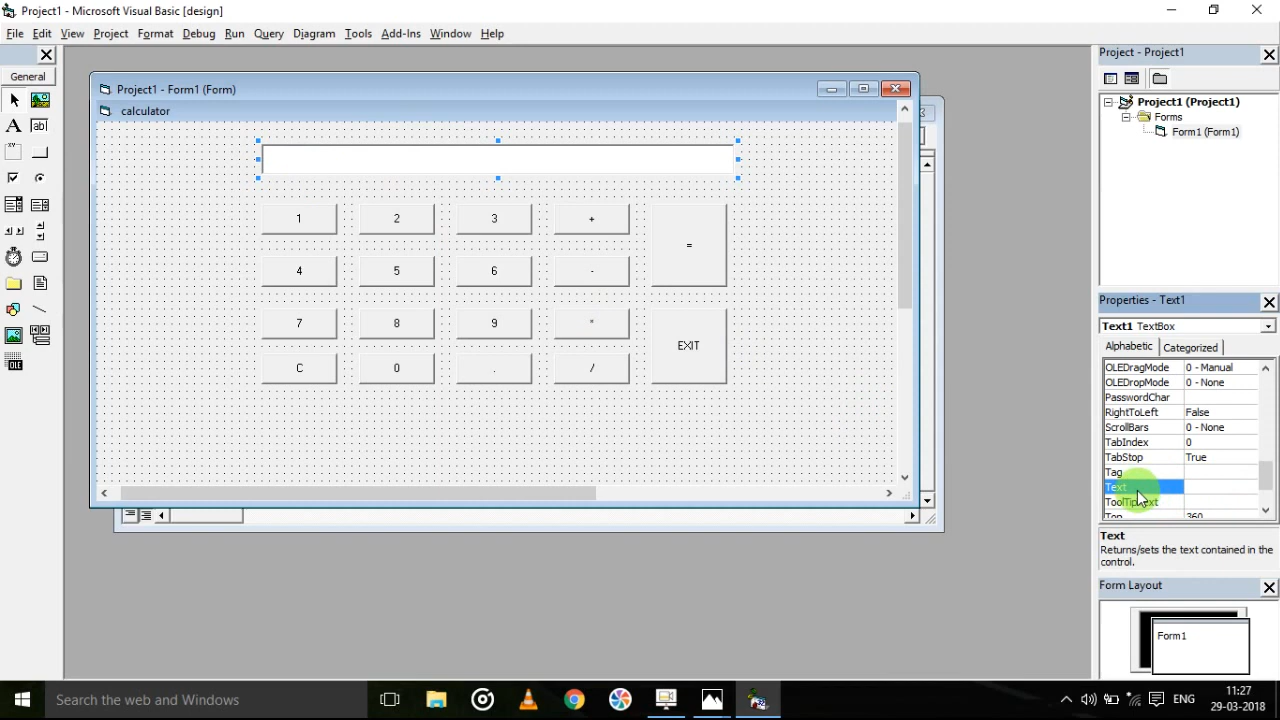 Project1 - Microsoft Visual Basic [design]
File Edit View Project Format Debug Run Query Diagram Tools Add-Ins Window Help
General
Project1 - Form1 (Form)
calculator
1 2 3 + =
4 5 6 -
7 8 9 * EXIT
C 0 . /
Project - Project1
Project1 (Project1)
Forms
Form1 (Form1)
Properties - Text1
Text1 TextBox
Alphabetic Categorized
OLEDragMode 0 - Manual
OLEDropMode 0 - None
PasswordChar
RightToLeft False
ScrollBars 0 - None
TabIndex 0
TabStop True
Tag
Text
ToolTipText
Top 360
Text
Returns/sets the text contained in the
control.
Form Layout
Form1
Search the web and Windows
ENG
11:27
29-03-2018